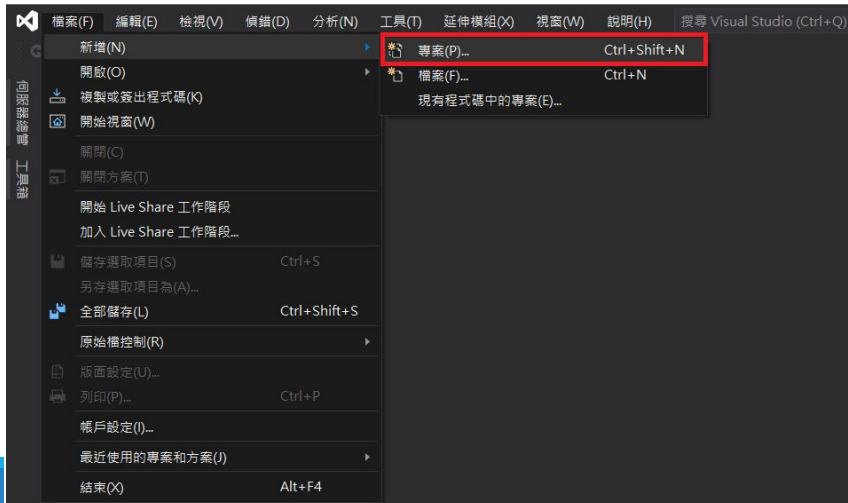 檔案(F) 編輯(E) 檢視(V) 偵錯(D) 分析(N) 工具(T) 延伸模組(X) 視窗(W) 說明(H) 搜尋 Visual Studio (Ctrl+Q)
新增(N)
專案(P)... Ctrl+Shift+N
開啟(O)
檔案(F)... Ctrl+N
複製或簽出程式碼(K)
現有程式碼中的專案(E)...
開始視窗(W)
關閉(C)
關閉方案(T)
開始 Live Share 工作階段
加入 Live Share 工作階段...
儲存選取項目(S) Ctrl+S
另存選取項目為(A)...
全部儲存(L) Ctrl+Shift+S
原始檔控制(R)
版面設定(U)...
列印(P)... Ctrl+P
帳戶設定(I)...
最近使用的專案和方案(J)
結束(X) Alt+F4
伺服器總管
工具箱